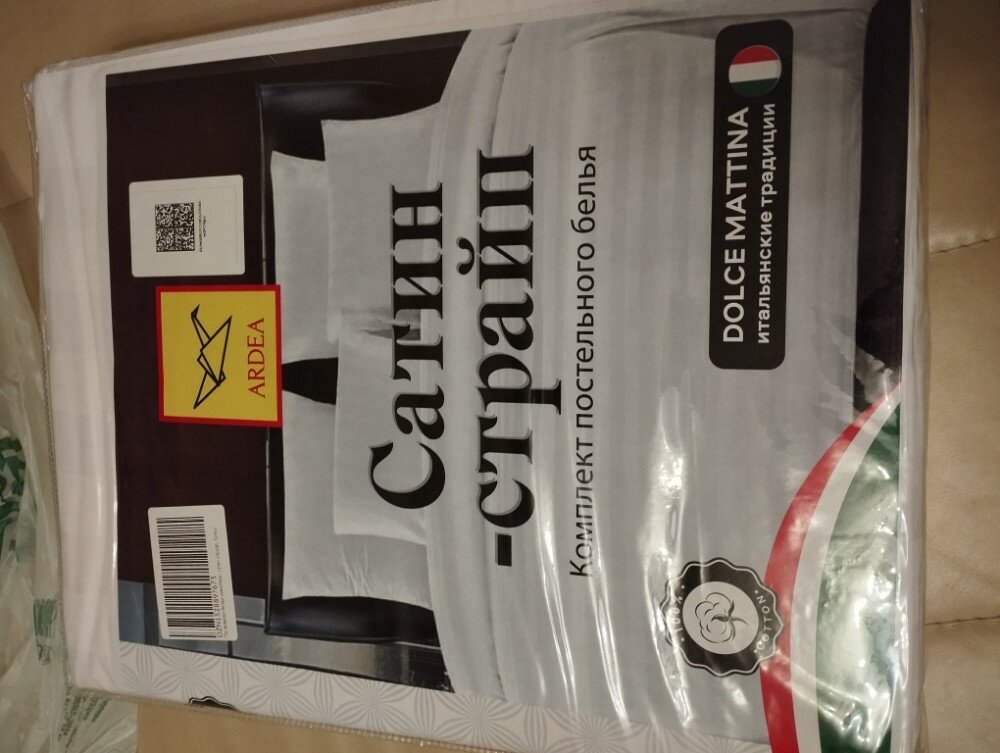 ARDEA
Сатин
-страйп
Комплект постельного белья
DOLCE MATTINA
итальянские традиции
100%
COTTON